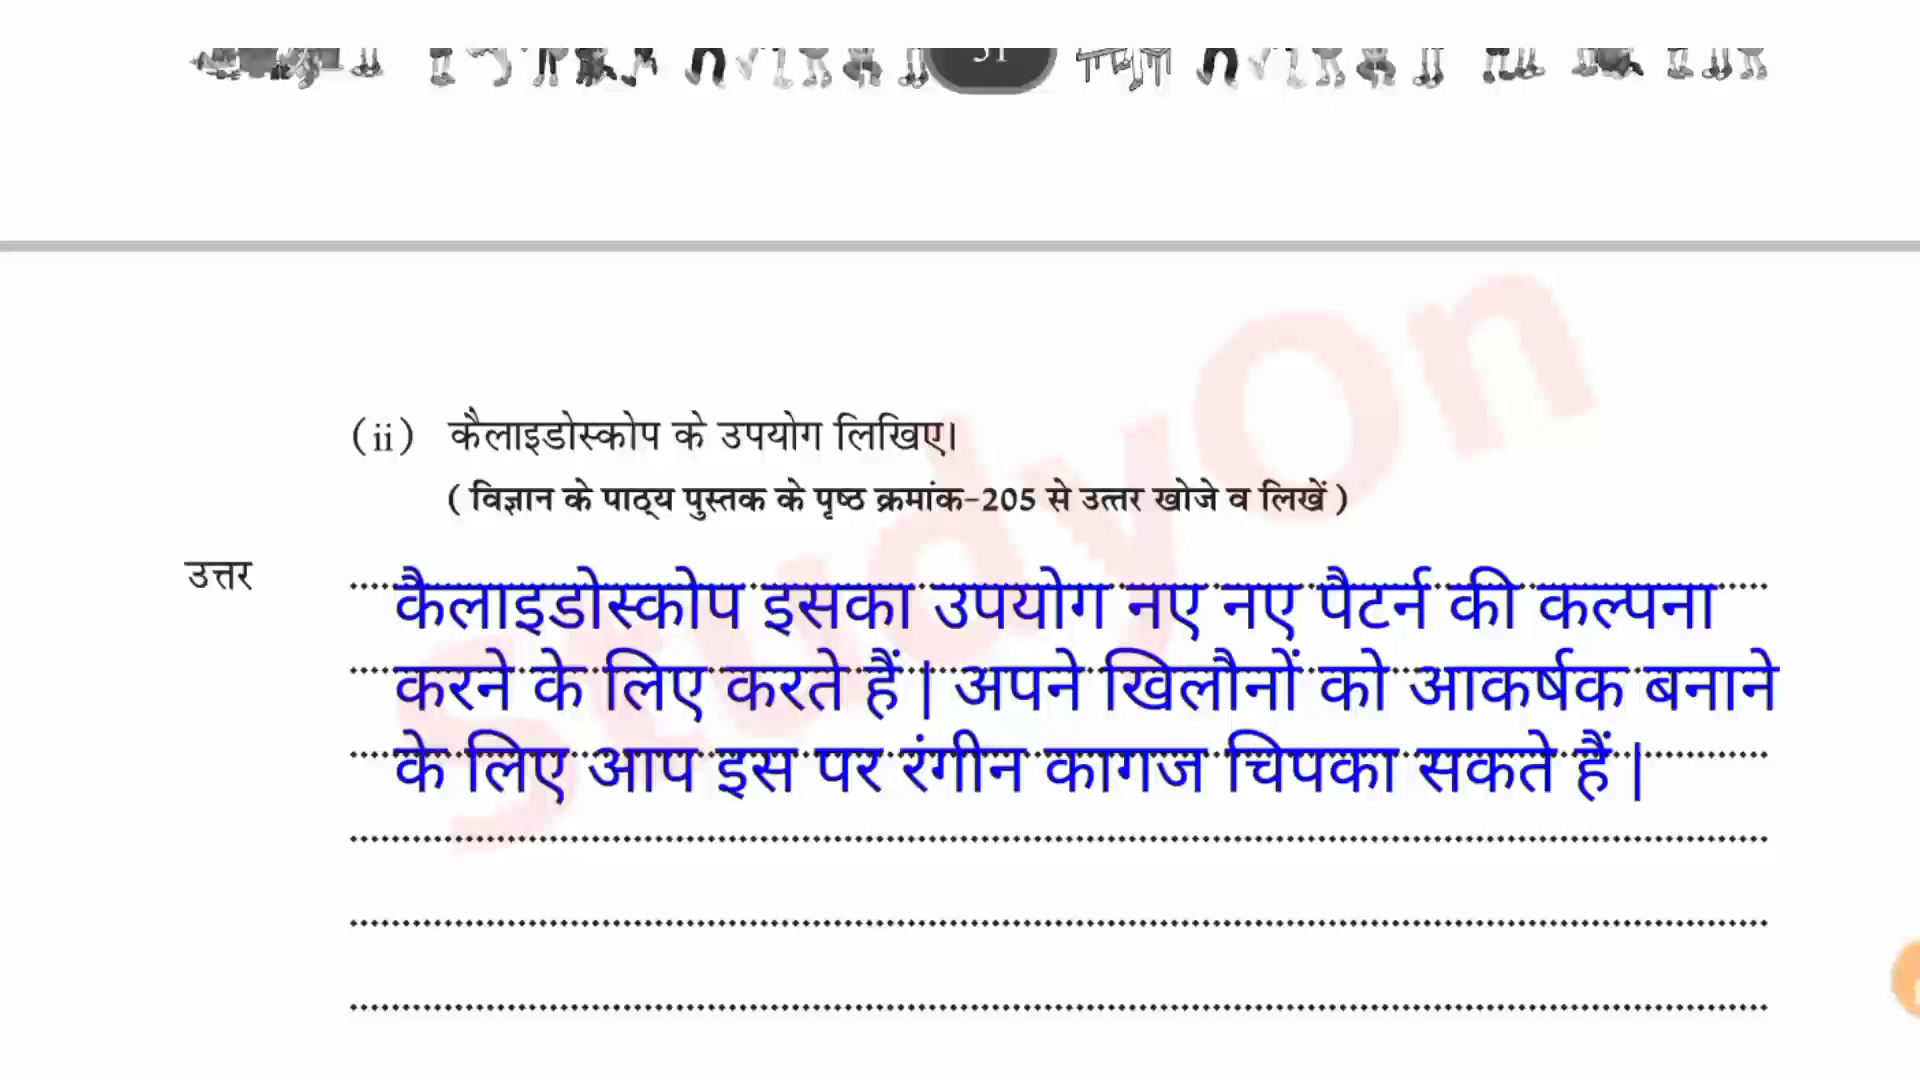 (ii) कैलाइडोस्कोप के उपयोग लिखिए।
( विज्ञान के पाठ्य पुस्तक के पृष्ठ क्रमांक-205 से उत्तर खोजे व लिखें )
उत्तर
कैलाइडोस्कोप इसका उपयोग नए नए पैटर्न की कल्पना
करने के लिए करते हैं | अपने खिलौनों को आकर्षक बनाने
के लिए आप इस पर रंगीन कागज चिपका सकते हैं |
StudyOn